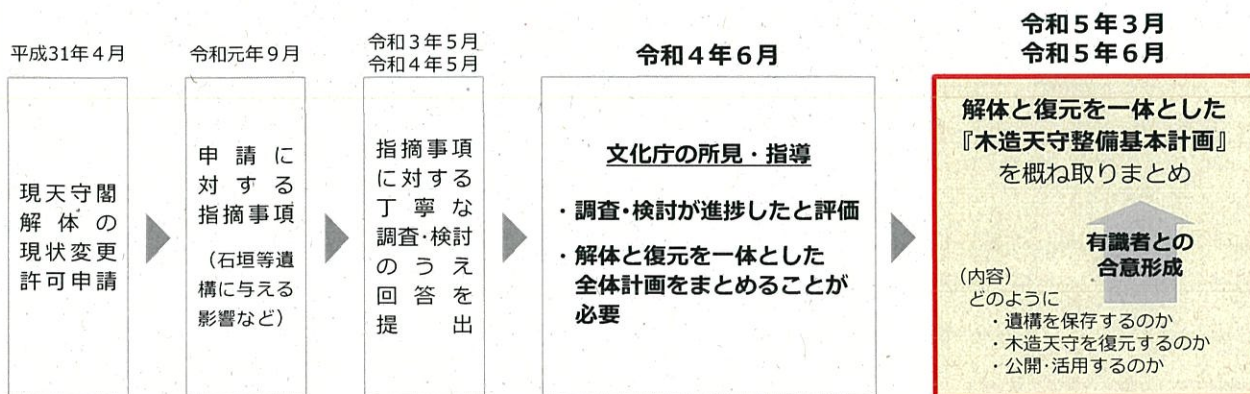 平成31年4月
現天守閣
解体の
現状変更
許可申請
令和元年9月
申請に
対する
指摘事項
（石垣等遺
構に与える
影響など）
令和3年5月
令和4年5月
指摘事項
に対する
丁寧な
調査・検討
のうえ
回答を
提出
令和4年6月
文化庁の所見・指導
・調査・検討が進捗したと評価
・解体と復元を一体とした
全体計画をまとめることが
必要
令和5年3月
令和5年6月
解体と復元を一体とした
『木造天守整備基本計画』
を概ね取りまとめ
有識者との
合意形成
（内容）
どのように
・遺構を保存するのか
・木造天守を復元するのか
・公開・活用するのか